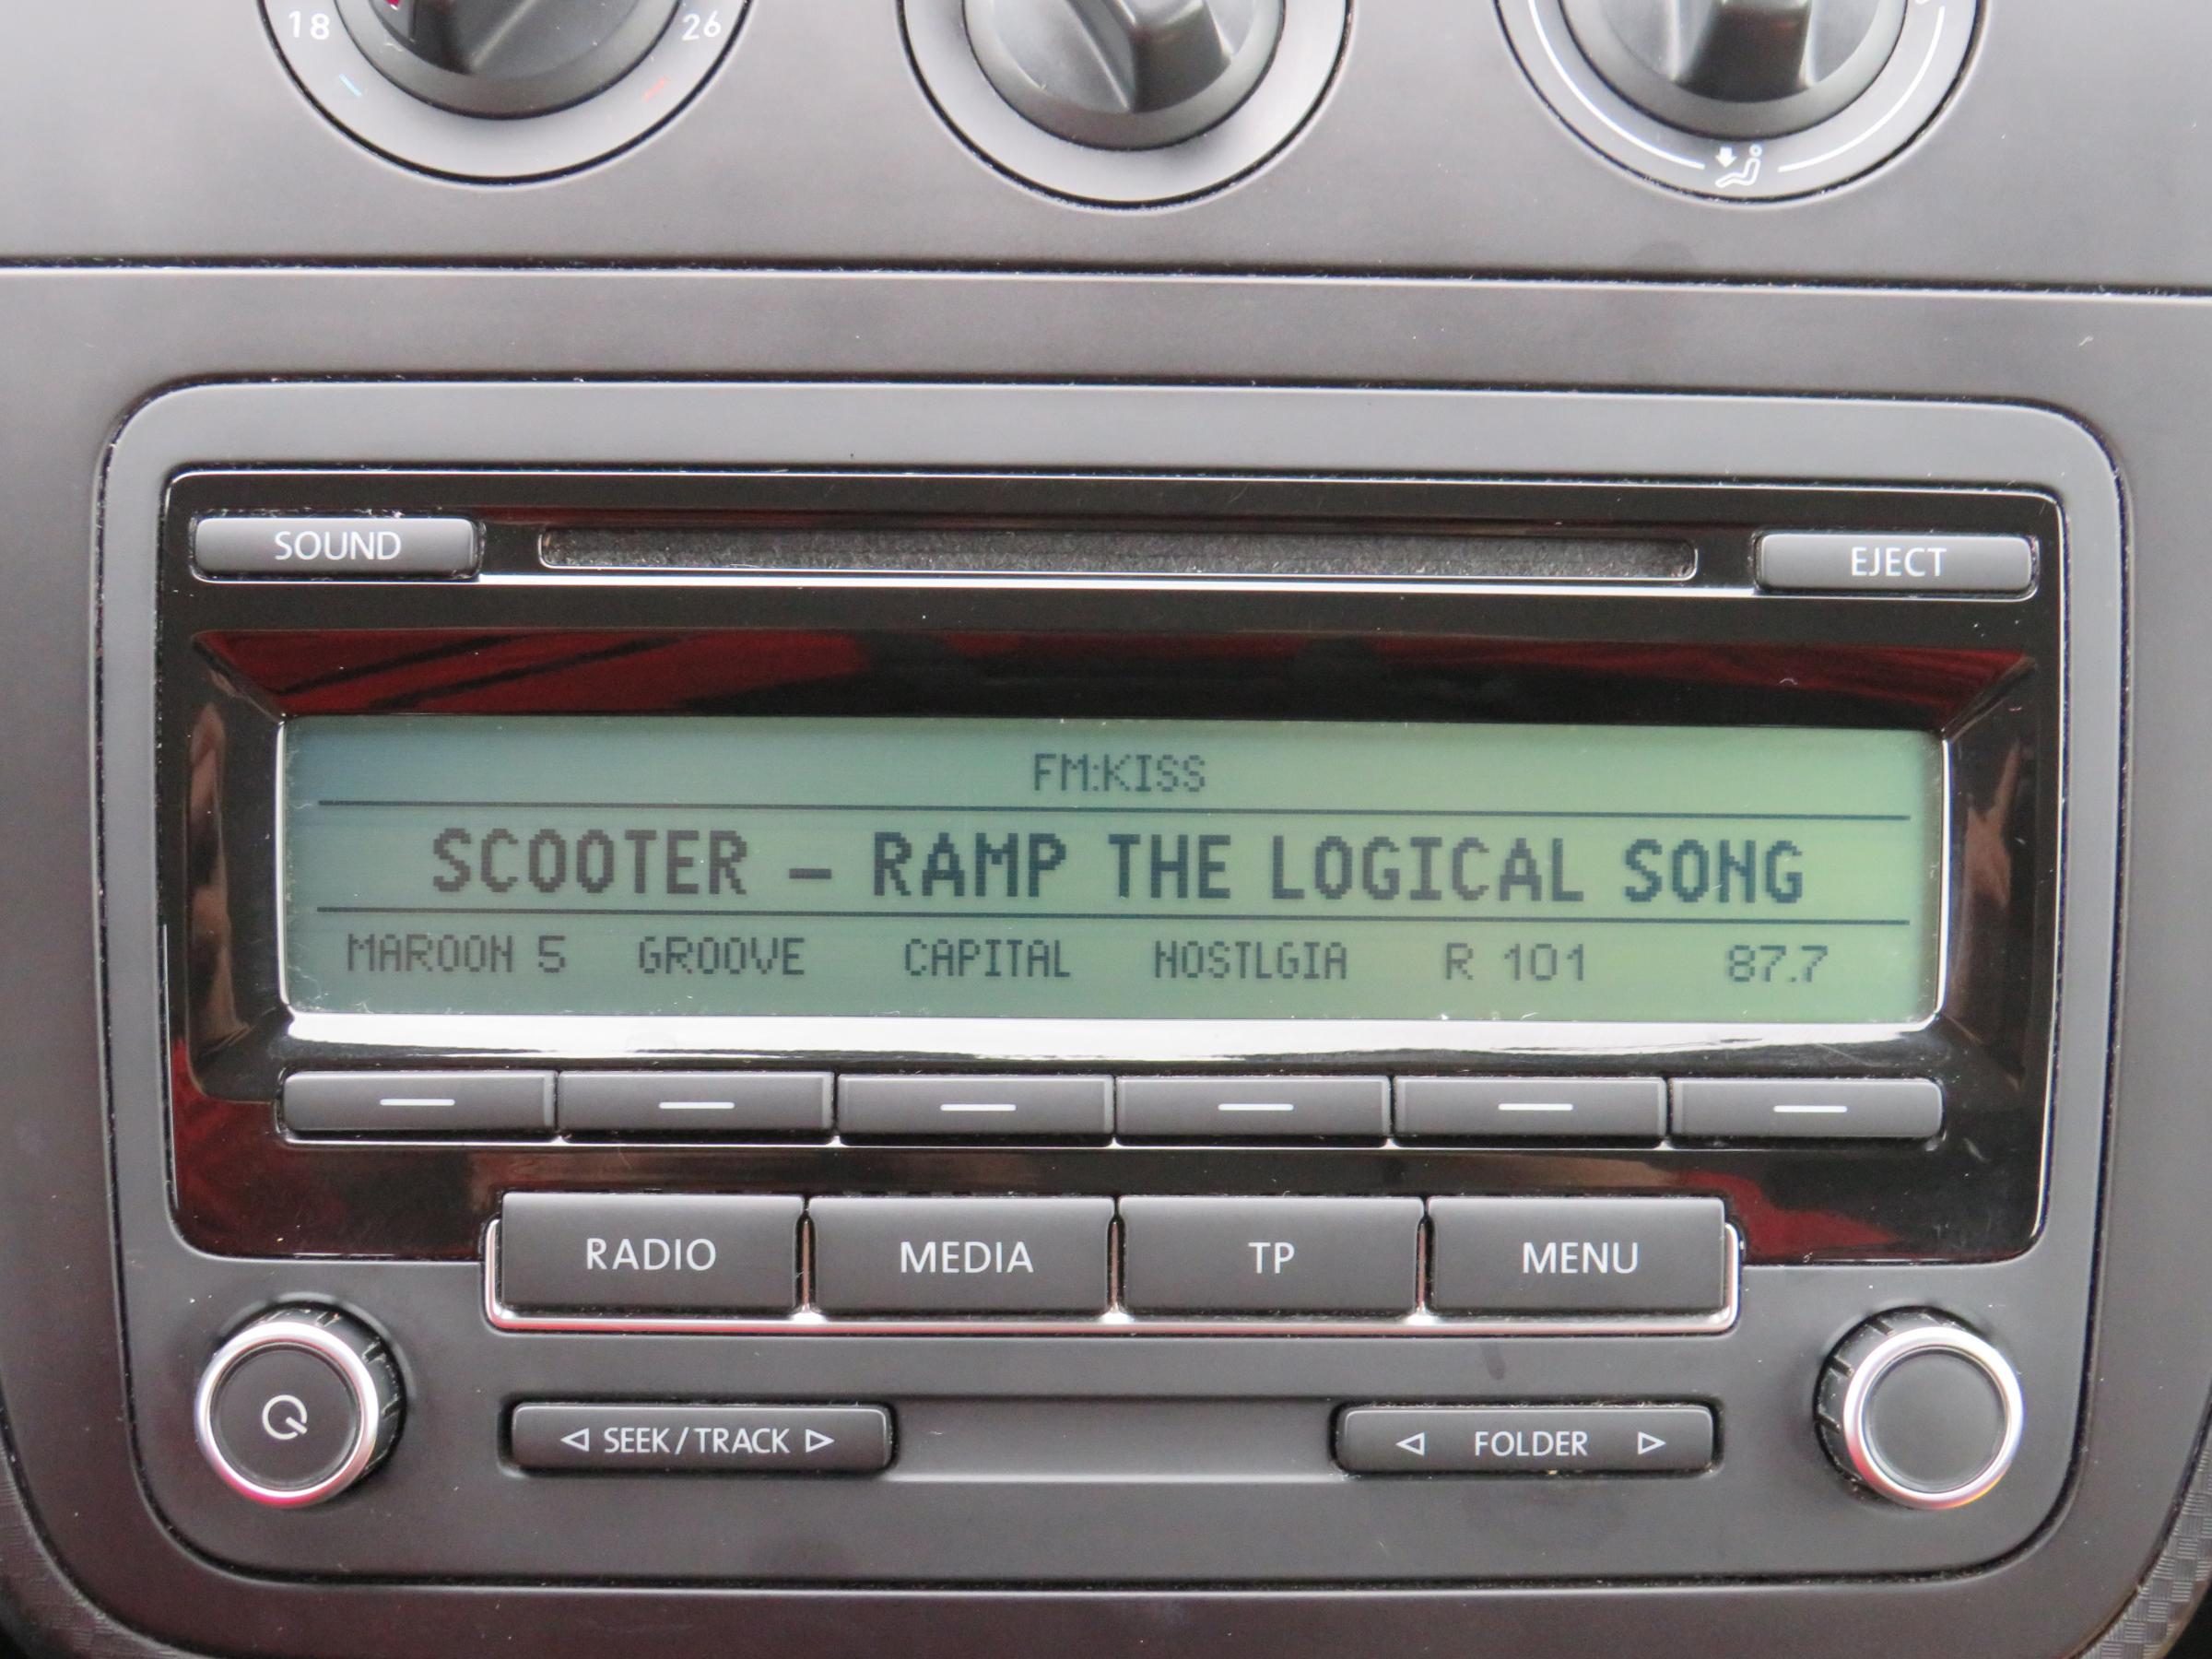 18 26
SOUND EJECT
FM:KISS
SCOOTER - RAMP THE LOGICAL SONG
MAROON 5 GROOVE CAPITAL NOSTLGIA R 101 87.7
RADIO MEDIA TP MENU
SEEK/TRACK FOLDER